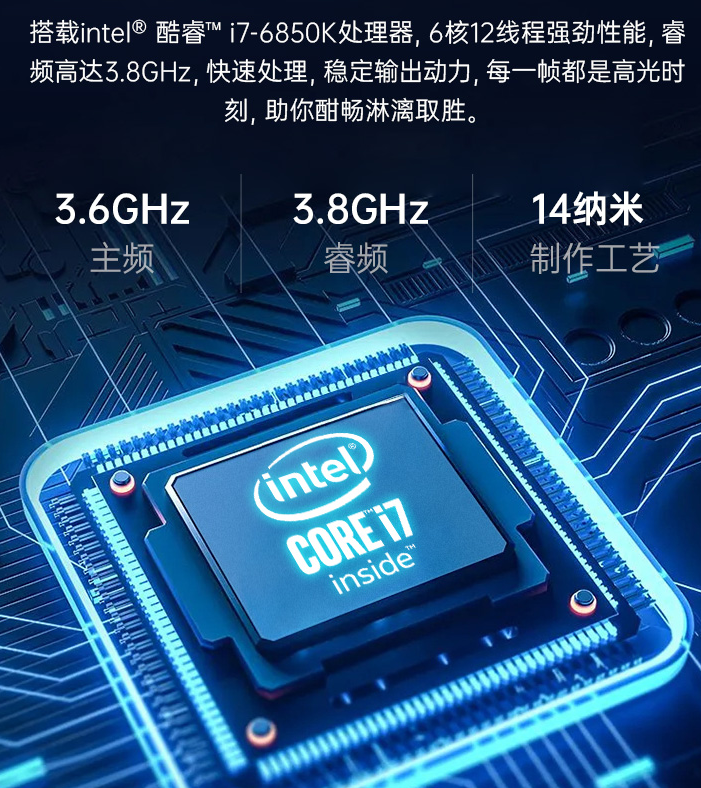 搭载intel® 酷睿™ i7-6850K处理器, 6核12线程强劲性能, 睿
频高达3.8GHz, 快速处理, 稳定输出动力, 每一帧都是高光时
刻, 助你酣畅淋漓取胜。
3.6GHz 3.8GHz 14纳米
主频 睿频 制作工艺
intel®
CORE™ i7
inside™